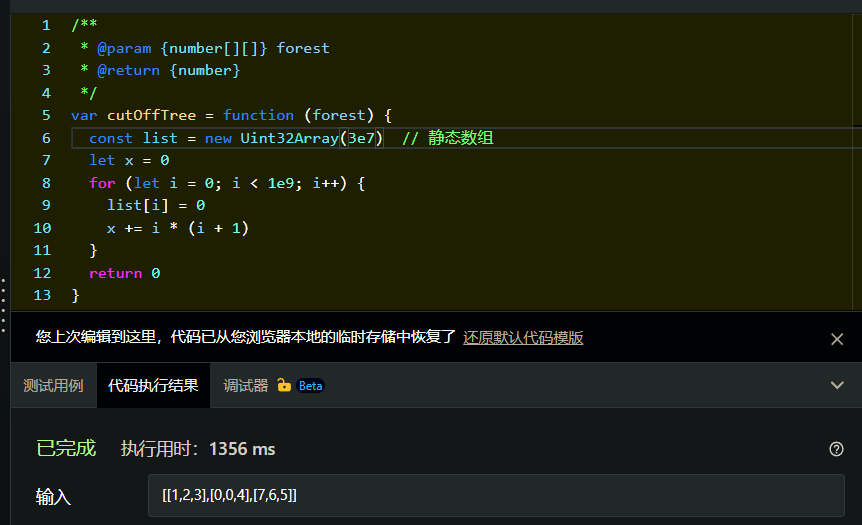 1 /**
2 * @param {number[][]} forest
3 * @return {number}
4 */
5 var cutOffTree = function (forest) {
6 const list = new Uint32Array(3e7) // 静态数组
7 let x = 0
8 for (let i = 0; i < 1e9; i++) {
9 list[i] = 0
10 x += i * (i + 1)
11 }
12 return 0
13 }
您上次编辑到这里，代码已从您浏览器本地的临时存储中恢复了 还原默认代码模版
测试用例 代码执行结果 调试器 Beta
已完成 执行用时：1356 ms
输入 [[1,2,3],[0,0,4],[7,6,5]]